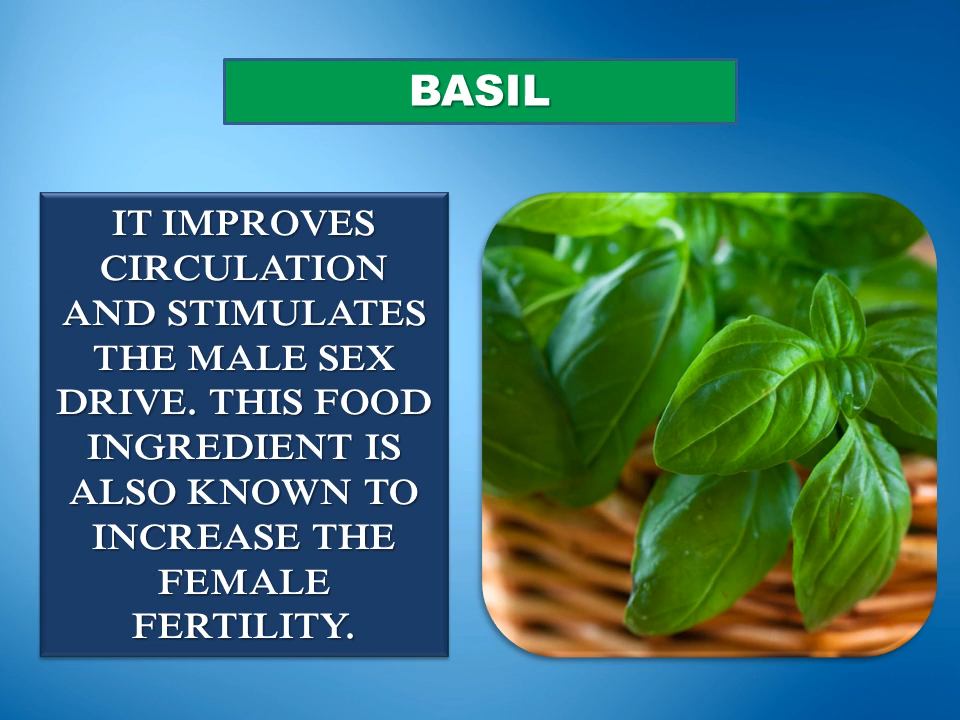 BASIL
IT IMPROVES
CIRCULATION
AND STIMULATES
THE MALE SEX
DRIVE. THIS FOOD
INGREDIENT IS
ALSO KNOWN TO
INCREASE THE
FEMALE
FERTILITY.